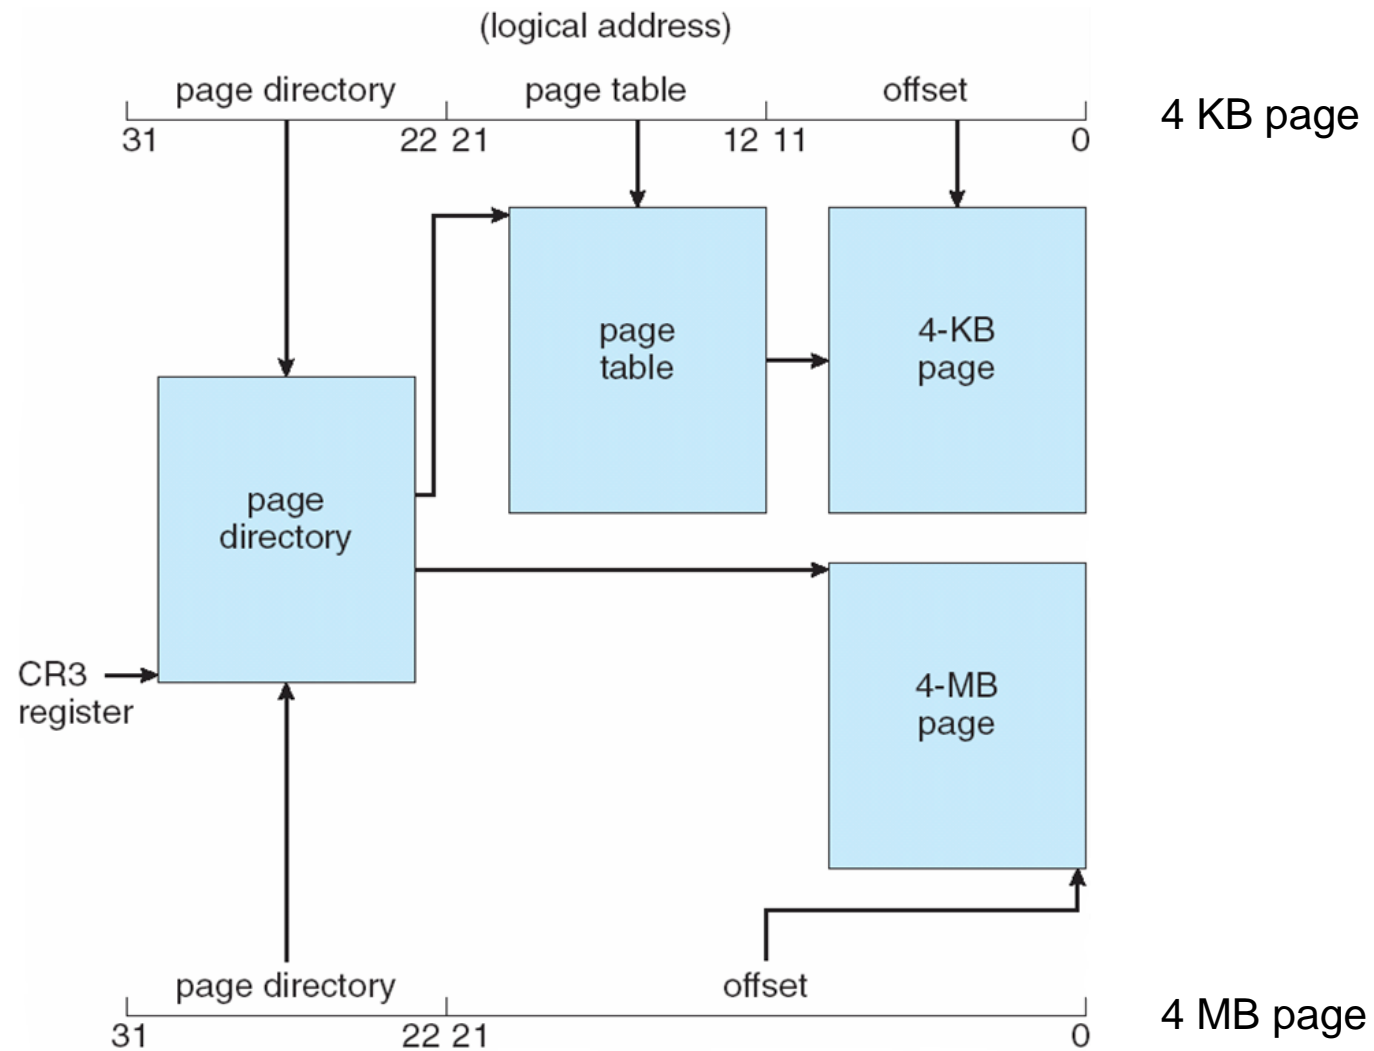 (logical address)
page directory page table offset
4 KB page
31 22 21 12 11 0
page
table
4-KB
page
page
directory
CR3
register
4-MB
page
page directory offset
31 22 21 0
4 MB page